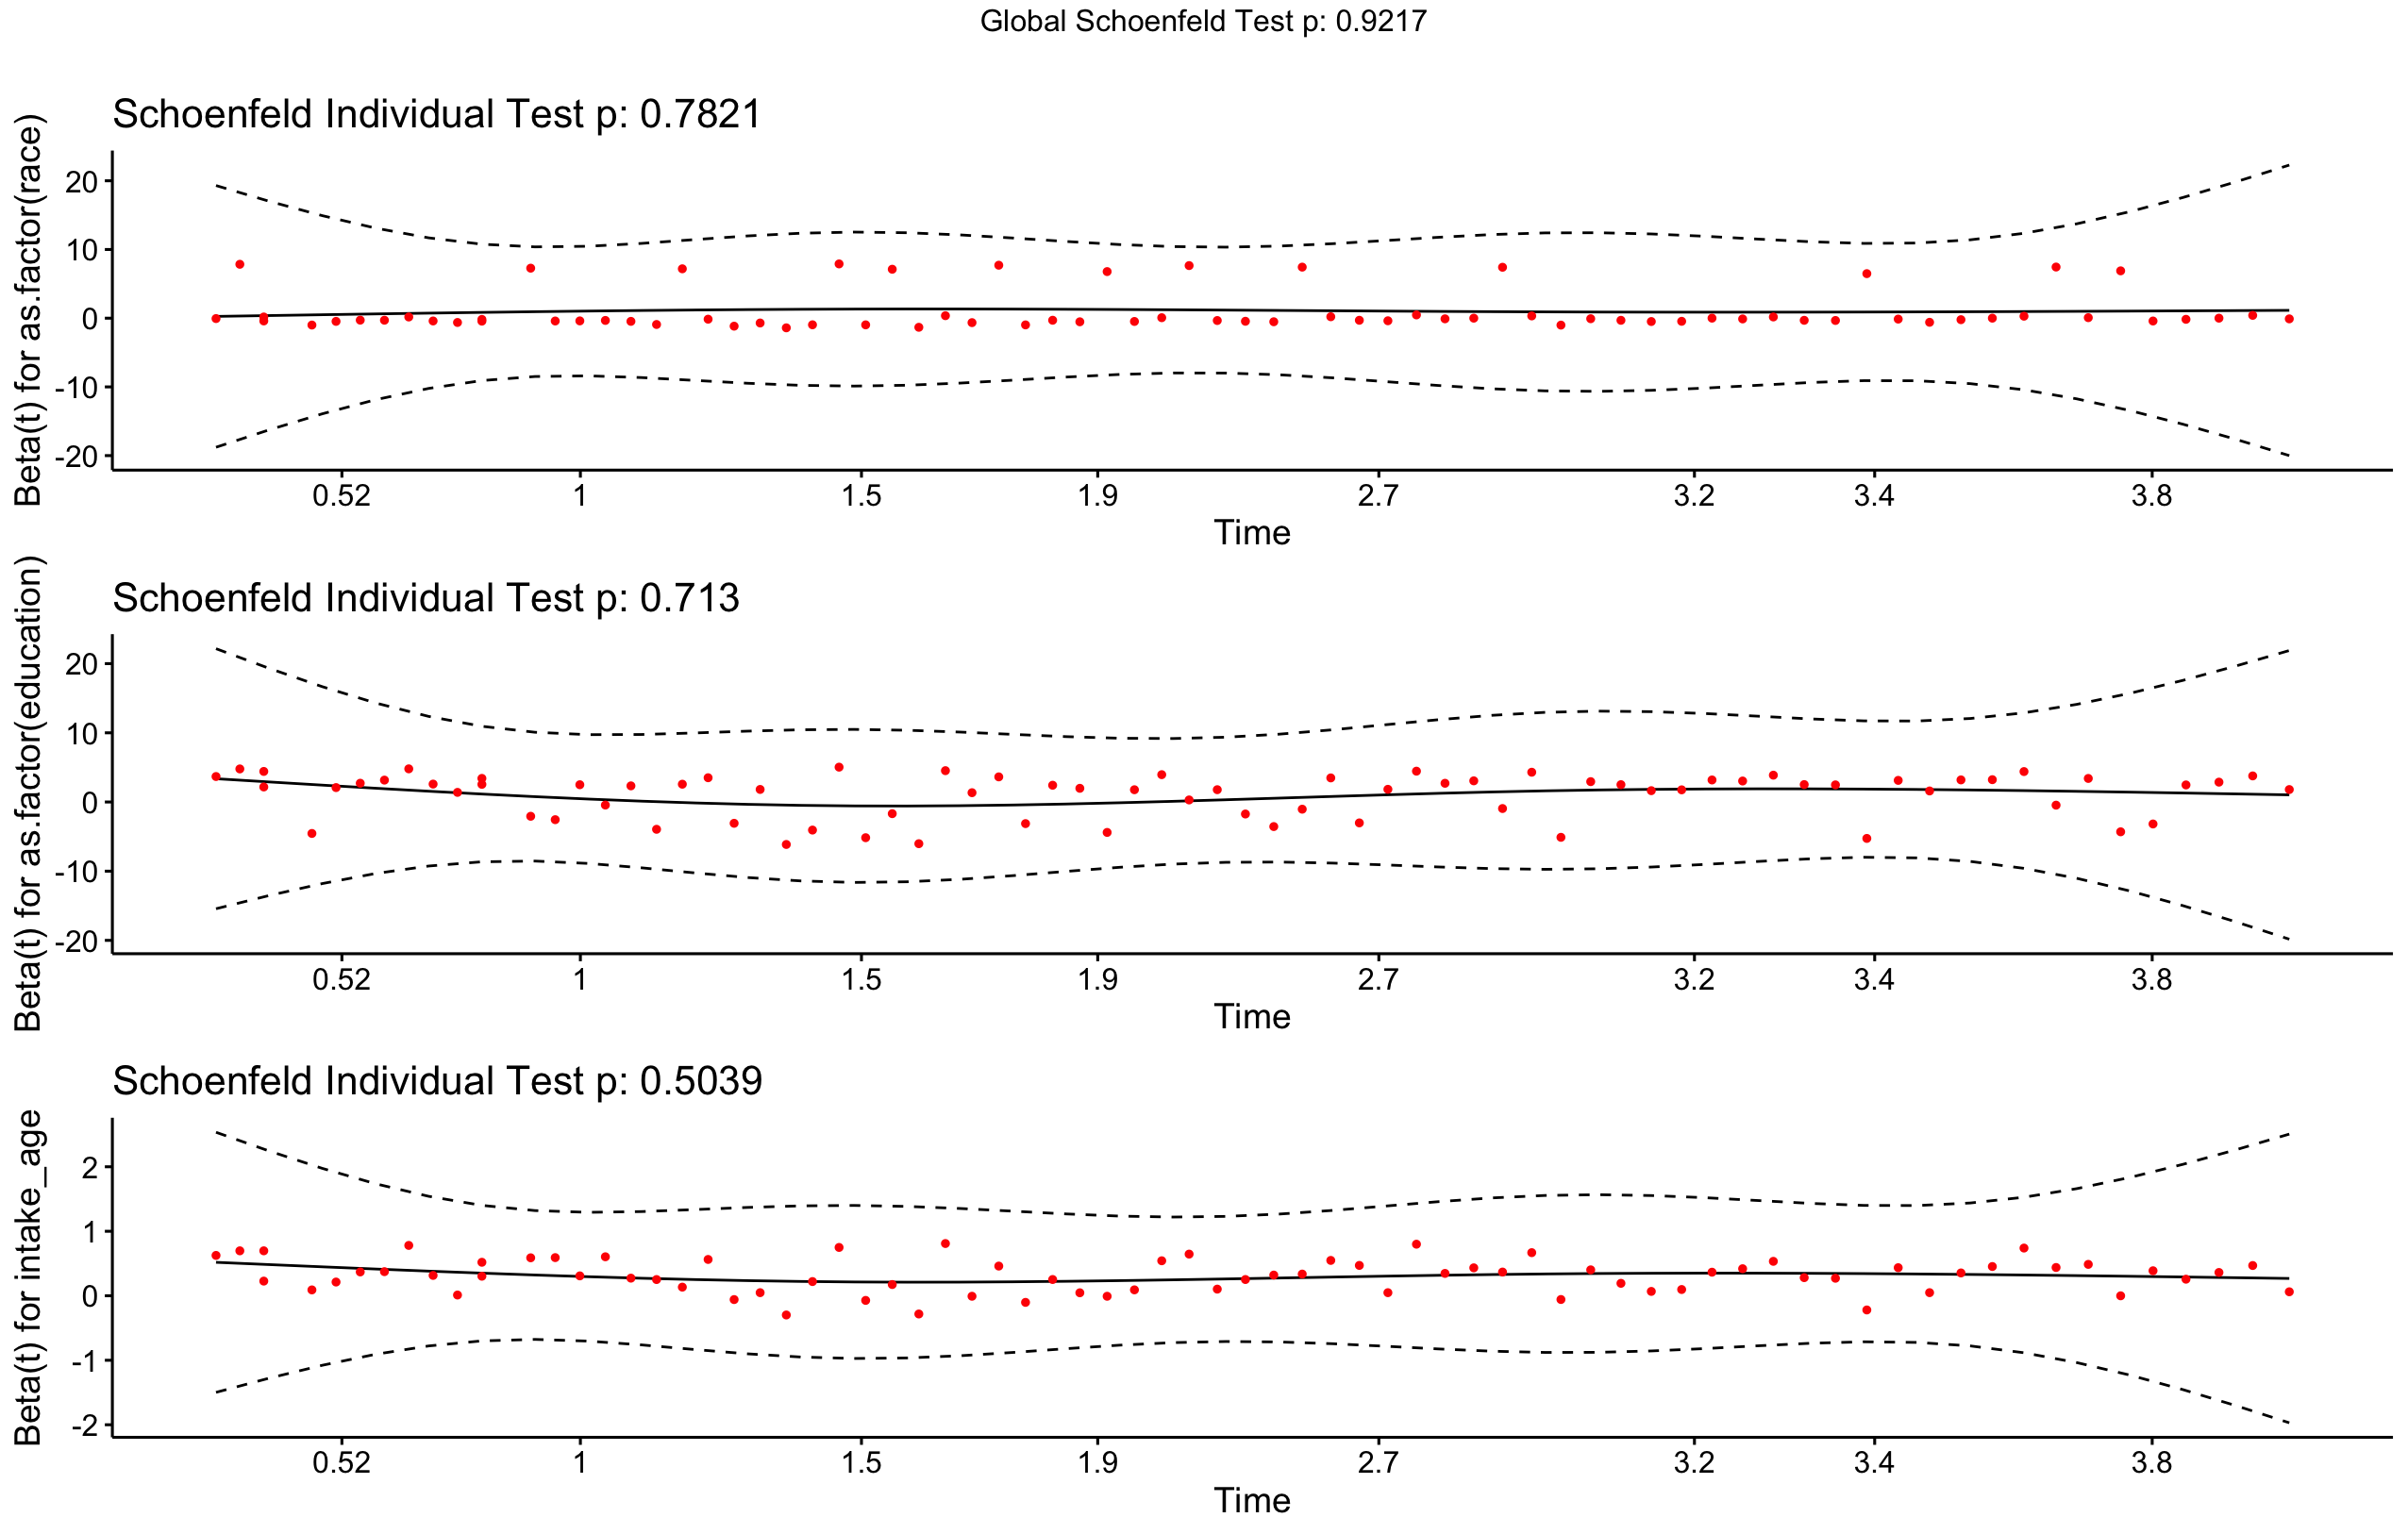 Global Schoenfeld Test p: 0.9217
Schoenfeld Individual Test p: 0.7821
Beta(t) for as.factor(race)
20
10
0
-10
-20
0.52 1 1.5 1.9 2.7 3.2 3.4 3.8
Time
Schoenfeld Individual Test p: 0.713
Beta(t) for as.factor(education)
20
10
0
-10
-20
0.52 1 1.5 1.9 2.7 3.2 3.4 3.8
Time
Schoenfeld Individual Test p: 0.5039
Beta(t) for intake_age
2
1
0
-1
-2
0.52 1 1.5 1.9 2.7 3.2 3.4 3.8
Time